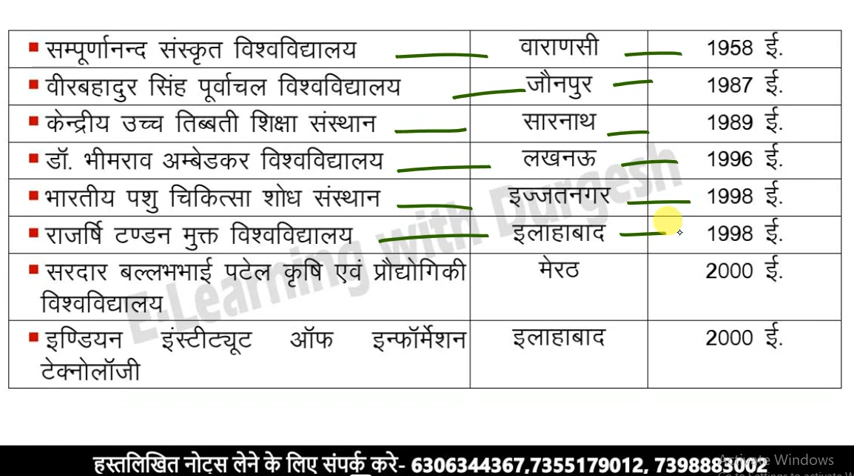 ▪ सम्पूर्णानन्द संस्कृत विश्वविद्यालय वाराणसी 1958 ई.
▪ वीरबहादुर सिंह पूर्वाचल विश्वविद्यालय जौनपुर 1987 ई.
▪ केन्द्रीय उच्च तिब्बती शिक्षा संस्थान सारनाथ 1989 ई.
▪ डॉ. भीमराव अम्बेडकर विश्वविद्यालय लखनऊ 1996 ई.
▪ भारतीय पशु चिकित्सा शोध संस्थान इज्जतनगर 1998 ई.
▪ राजर्षि टण्डन मुक्त विश्वविद्यालय इलाहाबाद 1998 ई.
▪ सरदार बल्लभभाई पटेल कृषि एवं प्रौद्योगिकी मेरठ 2000 ई.
विश्वविद्यालय
▪ इण्डियन इंस्टीट्यूट ऑफ इन्फॉर्मेशन इलाहाबाद 2000 ई.
टेक्नोलॉजी
E-Learning with Durgesh
Activate Windows
हस्तलिखित नोट्स लेने के लिए संपर्क करे- 6306344367,7355179012, 7398883002